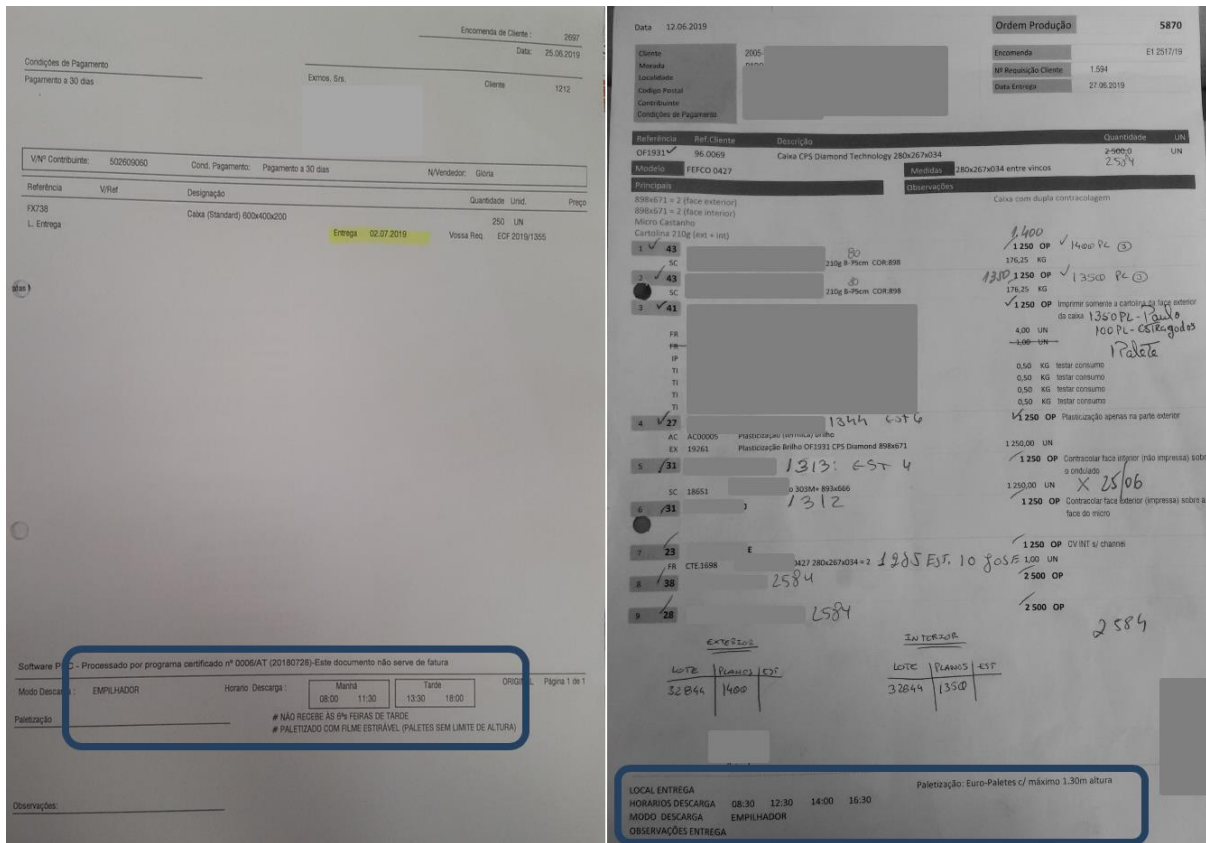 Encomenda de Cliente : 2697
Data: 25.06.2019
Condições de Pagamento
Pagamento a 30 dias
Exmos. Srs.
Cliente 1212
V/Nº Contribuinte: 502609060 Cond. Pagamento: Pagamento a 30 dias N/Vendedor: Glória
Referência V/Ref Designação Quantidade Unid. Preço
FX738 Caixa (Standard) 600x400x200 250 UN
L. Entrega Entrega 02.07.2019 Vossa Req. ECF 2019/1355
Processado por programa certificado nº 0006/AT (20180728)-Este documento não serve de fatura
ORIGINAL Página 1 de 1
Modo Descarga : EMPILHADOR Horario Descarga : Manhã Tarde
08:00 11:30 13:30 18:00
Paletização
# NÃO RECEBE ÀS 6ªs FEIRAS DE TARDE
# PALETIZADO COM FILME ESTIRÁVEL (PALETES SEM LIMITE DE ALTURA)
Observações:
Data 12.06.2019 Ordem Produção 5870
Cliente 2005-
Morada
Localidade
Código Postal
Contribuinte
Condições de Pagamento
Encomenda E1 2517/19
Nº Requisição Cliente 1.594
Data Entrega 27.06.2019
Referência Ref.Cliente Descrição Quantidade UN
OF1931 96.0069 Caixa CPS Diamond Technology 280x267x034 2 500,0 UN
2584
Modelo FEFCO 0427 Medidas 280x267x034 entre vincos
Principais Observações
898x671 = 2 (face exterior) Caixa com dupla contracolagem
898x671 = 2 (face interior)
Micro Castanho
Cartolina 210g (ext + int)
1.400
1 43 1 250 OP 1400 PL 3
80
SC 210g B-75cm COR:898 176,25 KG
2 43 1350 1 250 OP 1350 PL 3
80
SC 210g B-75cm COR:898 176,25 KG
3 41 1 250 OP Imprimir somente a cartolina da face exterior
da caixa 1350 PL - Paulo
FR 4,00 UN 100 PL - estragados
FR 1,00 UN
1 Palete
IP
TI 0,50 KG testar consumo
TI 0,50 KG testar consumo
TI 0,50 KG testar consumo
TI 0,50 KG testar consumo
4 27 1344 EST 6 1 250 OP Plasticização apenas na parte exterior
AC AC00005 Plasticização (térmica) brilho
EX 19261 Plasticização Brilho OF1931 CPS Diamond 898x671 1 250,00 UN
5 31 1313: EST 4 1 250 OP Contracolar face interior (não impressa) sobre
o ondulado
SC 18651 o 303M+ 893x666 1 250,00 UN X 25/06
6 31 1312 1 250 OP Contracolar face exterior (impressa) sobre a
face do micro
7 23 E 1 250 OP CV INT s/ channel
FR CTE.1698 0427 280x267x034 = 2 1285 EST. 10 JOSE 1,00 UN
8 38 2584 2 500 OP
9 28 2584 2 500 OP
2584
EXTERIOR INTERIOR
LOTE PLANOS EST LOTE PLANOS EST
32844 1400 32844 1350
LOCAL ENTREGA Paletização: Euro-Paletes c/ máximo 1.30m altura
HORARIOS DESCARGA 08:30 12:30 14:00 16:30
MODO DESCARGA EMPILHADOR
OBSERVAÇÕES ENTREGA